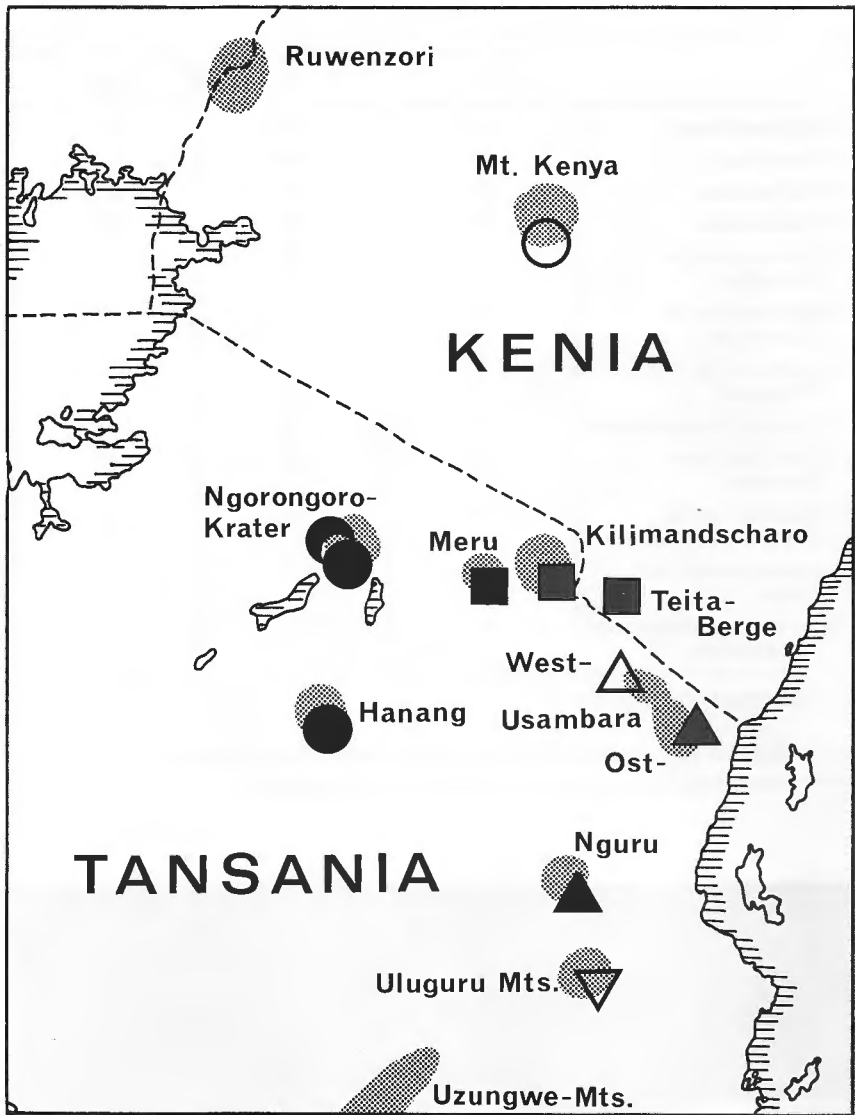 Ruwenzori
Mt. Kenya
KENIA
Ngorongoro-
Krater
Meru
Kilimandscharo
Teita-
Berge
West-
Usambara
Ost-
Hanang
Nguru
TANSANIA
Uluguru Mts.
Uzungwe-Mts.